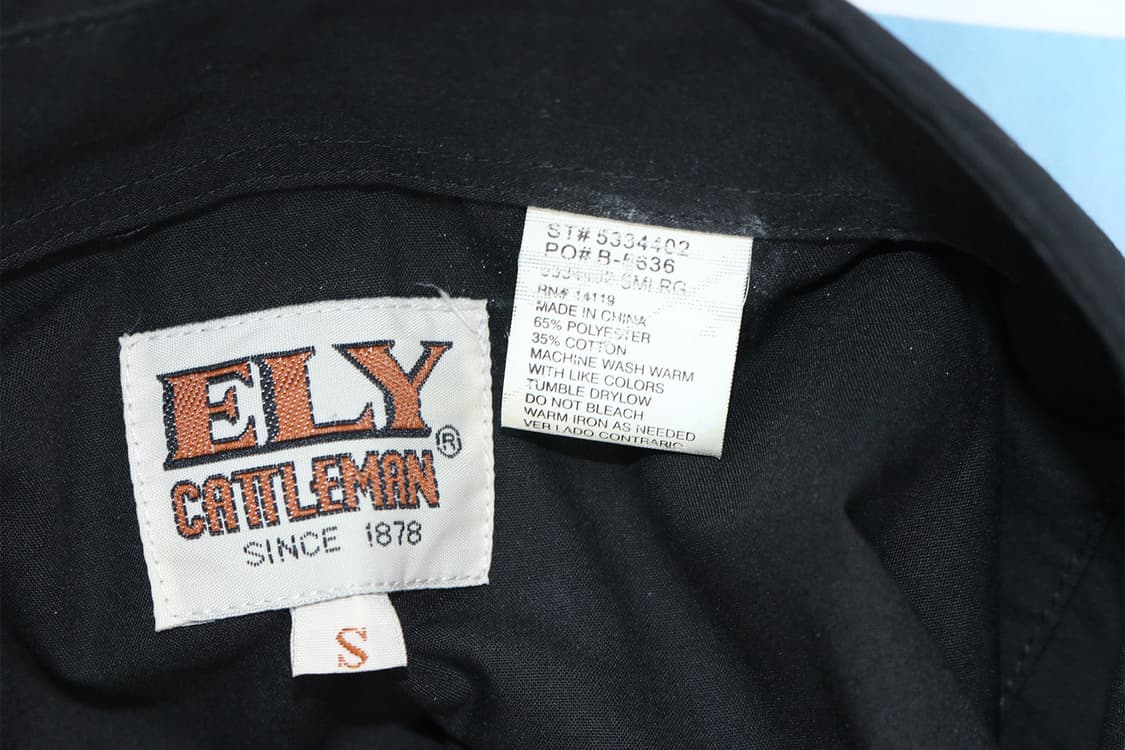 ELY
CATTLEMAN
®
SINCE 1878
S
ST# 5334402
PO# B-5636
SMLRG
RN# 14119
MADE IN CHINA
65% POLYESTER
35% COTTON
MACHINE WASH WARM
WITH LIKE COLORS
TUMBLE DRYLOW
DO NOT BLEACH
WARM IRON AS NEEDED
VER LADO CONTRARIO